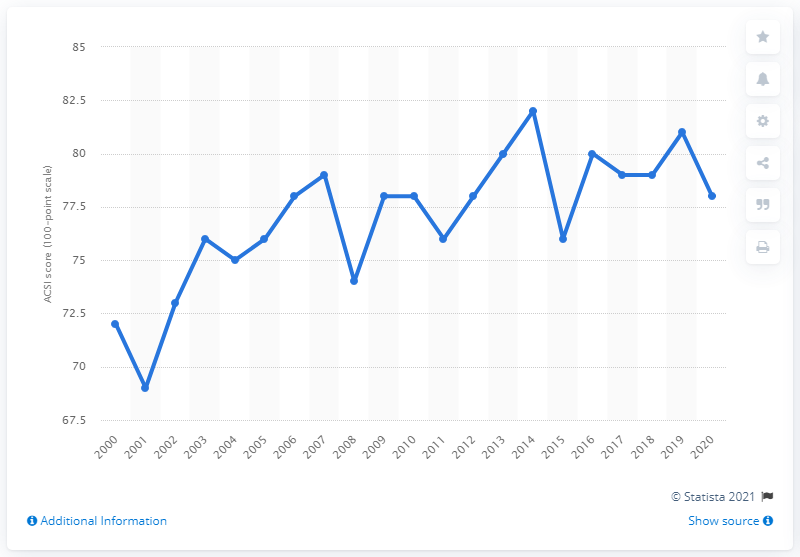 85
82.5
80
77.5
75
72.5
70
67.5
ACSI score (100-point scale)
2000 2001 2002 2003 2004 2005 2006 2007 2008 2009 2010 2011 2012 2013 2014 2015 2016 2017 2018 2019 2020
© Statista 2021
Additional Information
Show source